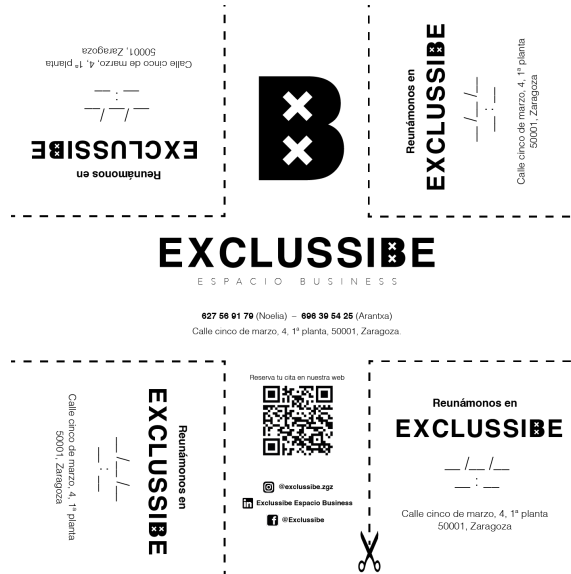 Reunámonos en
EXCLUSSIBE
__ /__ /__
__ : __
Calle cinco de marzo, 4, 1ª planta
50001, Zaragoza
B
Reunámonos en
EXCLUSSIBE
__ /__ /__
__ : __
Calle cinco de marzo, 4, 1ª planta
50001, Zaragoza
EXCLUSSIBE
ESPACIO BUSINESS
627 56 91 79 (Noelia) – 696 39 54 25 (Arantxa)
Calle cinco de marzo, 4, 1ª planta, 50001, Zaragoza.
Reunámonos en
EXCLUSSIBE
__ /__ /__
__ : __
Calle cinco de marzo, 4, 1ª planta
50001, Zaragoza
Reserva tu cita en nuestra web
@exclussibe.zgz
Exclussibe Espacio Business
@Exclussibe
Reunámonos en
EXCLUSSIBE
__ /__ /__
__ : __
Calle cinco de marzo, 4, 1ª planta
50001, Zaragoza